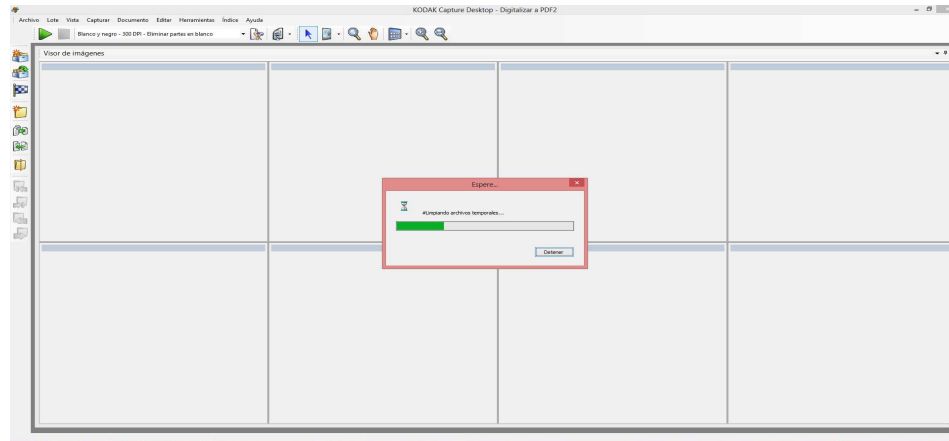 KODAK Capture Desktop - Digitalizar a PDF2
Archivo Lote Vista Capturar Documento Editar Herramientas Índice Ayuda
Blanco y negro - 300 DPI - Eliminar partes en blanco
Visor de imágenes
Espere...
#Limpiando archivos temporales...
Detener